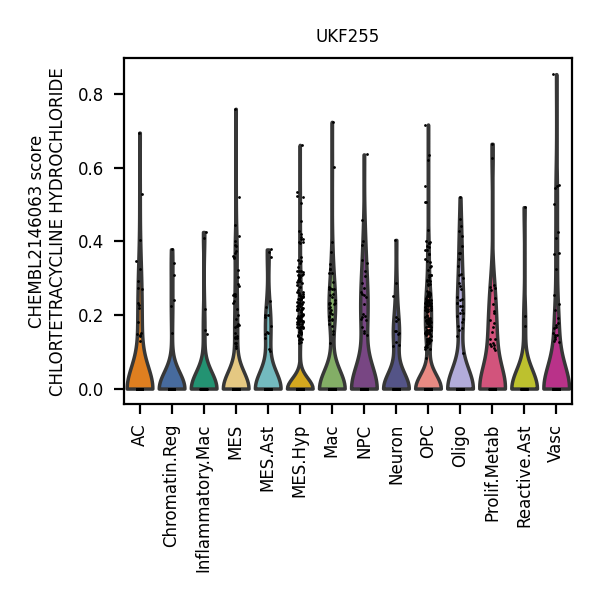 UKF255
CHEMBL2146063 score
CHLORTETRACYCLINE HYDROCHLORIDE
0.8
0.6
0.4
0.2
0.0
AC
Chromatin.Reg
Inflammatory.Mac
MES
MES.Ast
MES.Hyp
Mac
NPC
Neuron
OPC
Oligo
Prolif.Metab
Reactive.Ast
Vasc